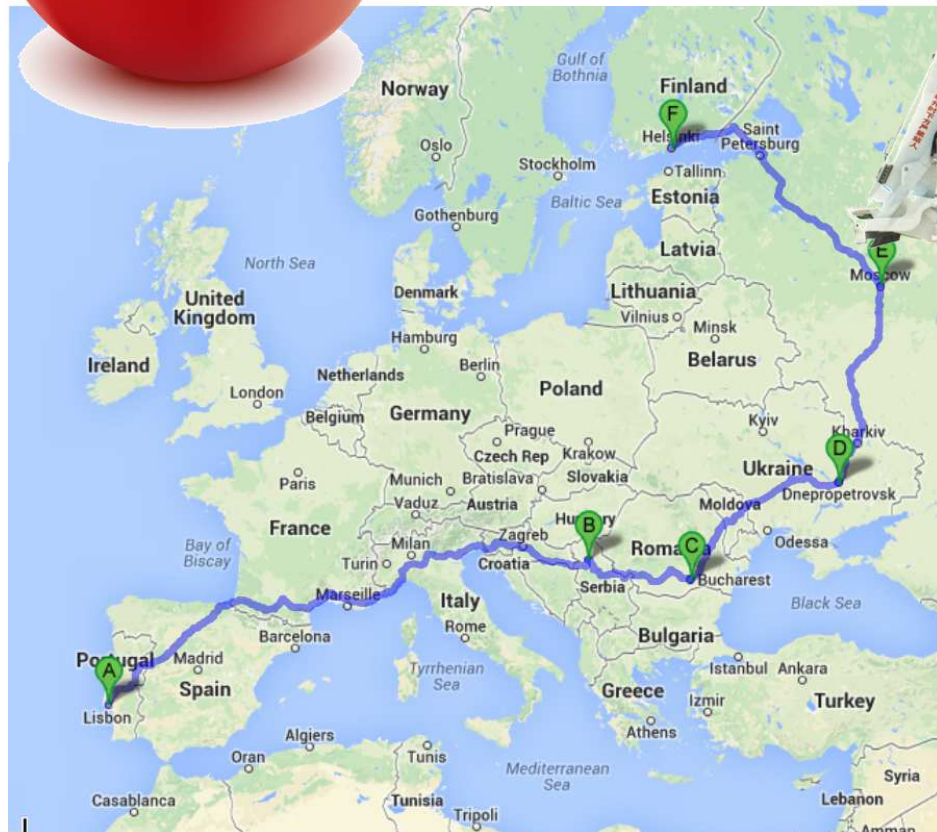 Gulf of
Bothnia
Norway
Finland
F
Helsinki
Saint
Petersburg
Oslo
Stockholm
Tallinn
Estonia
Baltic Sea
Gothenburg
Latvia
E
Moscow
North Sea
Denmark
Lithuania
Vilnius
United
Kingdom
Minsk
Hamburg
Belarus
Ireland
Netherlands
Berlin
Poland
London
Germany
Belgium
Kyiv
Kharkiv
Prague
Czech Rep
Krakow
D
Paris
Ukraine
Munich
Bratislava
Slovakia
Dnepropetrovsk
Vaduz
Austria
Moldova
France
B
Hungary
Odessa
Bay of
Biscay
Milan
Zagreb
Romania
C
Turin
Croatia
Serbia
Bucharest
Marseille
Italy
Black Sea
Barcelona
Rome
Bulgaria
Portugal
A
Madrid
Istanbul
Ankara
Spain
Tyrrhenian
Sea
Greece
Izmir
Turkey
Lisbon
Athens
Algiers
Oran
Tunis
Mediterranean
Sea
Syria
Casablanca
Tunisia
Lebanon
Tripoli
Amman